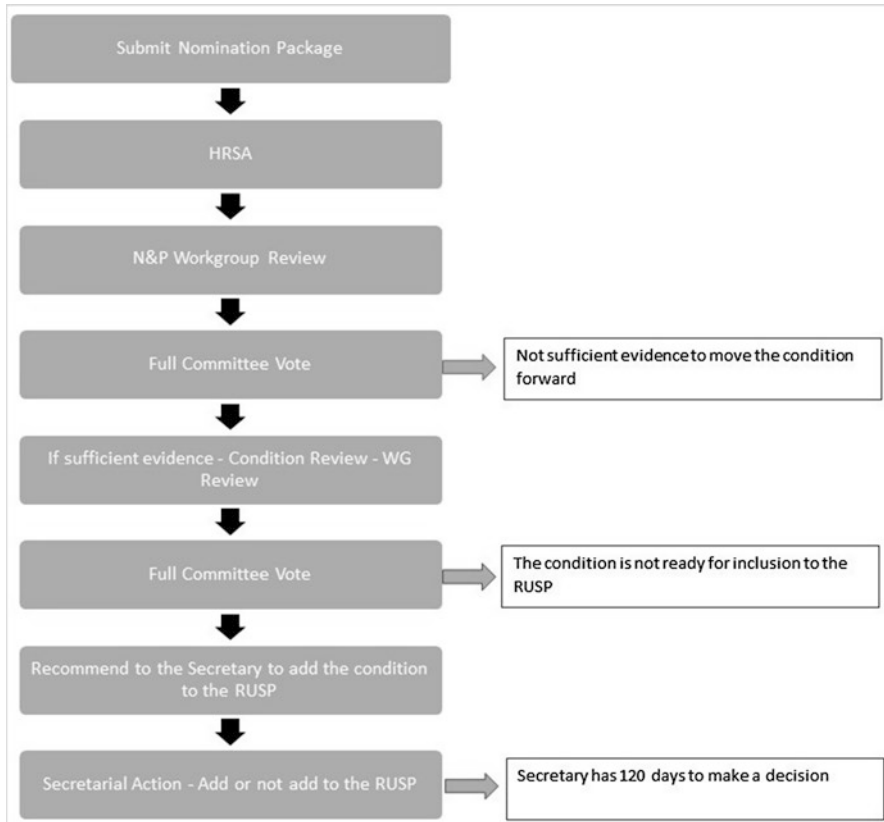 Submit Nomination Package
HRSA
N&P Workgroup Review
Full Committee Vote
Not sufficient evidence to move the condition
forward
If sufficient evidence - Condition Review - WG
Review
Full Committee Vote
The condition is not ready for inclusion to the
RUSP
Recommend to the Secretary to add the condition
to the RUSP
Secretarial Action - Add or not add to the RUSP
Secretary has 120 days to make a decision